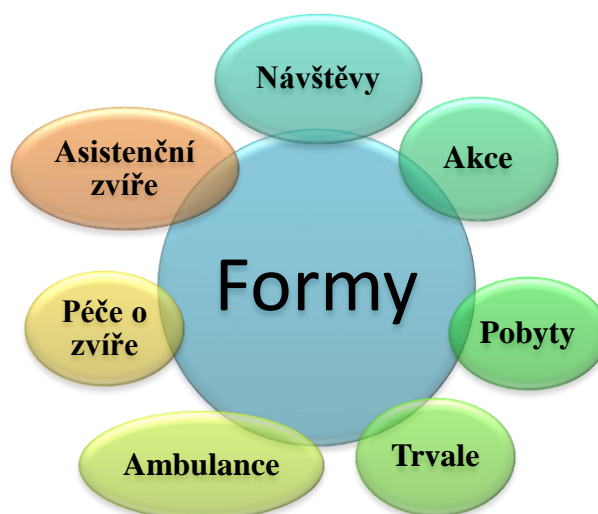 Návštěvy
Akce
Asistenční
zvíře
Formy
Péče o
zvíře
Pobyty
Trvale
Ambulance